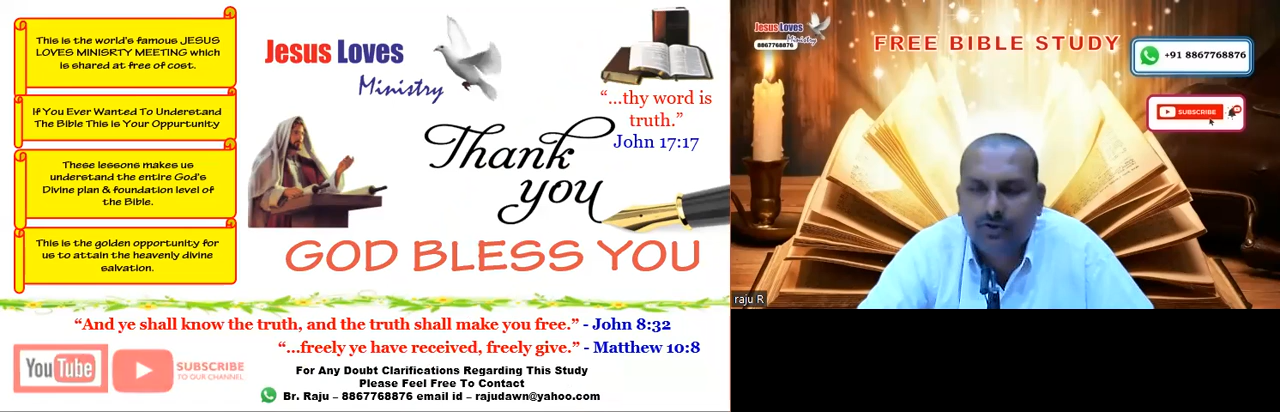 This is the world's famous JESUS
LOVES MINISRTY MEETING which
is shared at free of cost.
If You Ever Wanted To Understand
The Bible This is Your Oppurtunity
These lessons makes us
understand the entire God's
Divine plan & foundation level of
the Bible.
This is the golden opportunity for
us to attain the heavenly divine
salvation.
Jesus Loves
Ministry
"...thy word is
truth."
John 17:17
Thank
you
GOD BLESS YOU
"And ye shall know the truth, and the truth shall make you free." - John 8:32
"...freely ye have received, freely give." - Matthew 10:8
For Any Doubt Clarifications Regarding This Study
Please Feel Free To Contact
Br. Raju – 8867768876 email id – rajudawn@yahoo.com
YouTube
SUBSCRIBE
TO OUR CHANNEL
Jesus Loves
Ministry
8867768876
FREE BIBLE STUDY
+91 8867768876
SUBSCRIBE
raju R